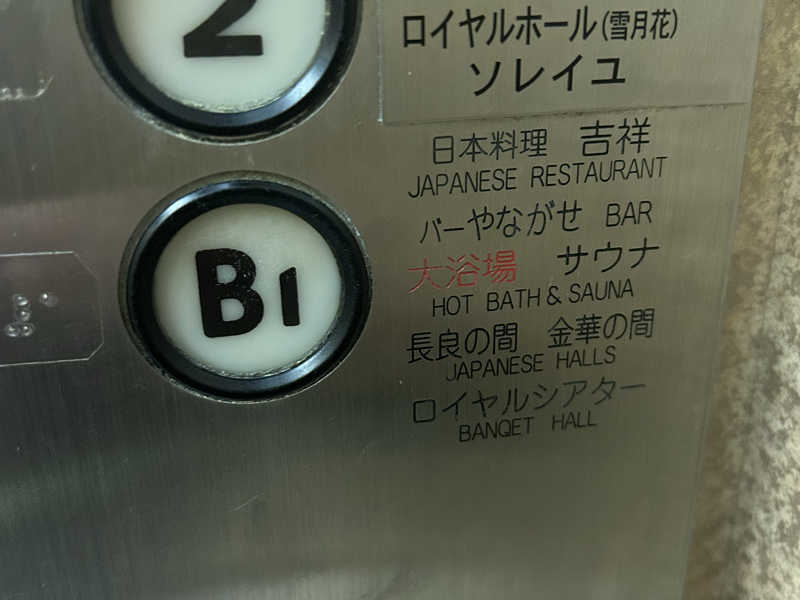 2
ロイヤルホール(雪月花)
ソレイユ
B1
日本料理 吉祥
JAPANESE RESTAURANT
バーやながせ BAR
大浴場 サウナ
HOT BATH & SAUNA
長良の間 金華の間
JAPANESE HALLS
ロイヤルシアター
BANQET HALL